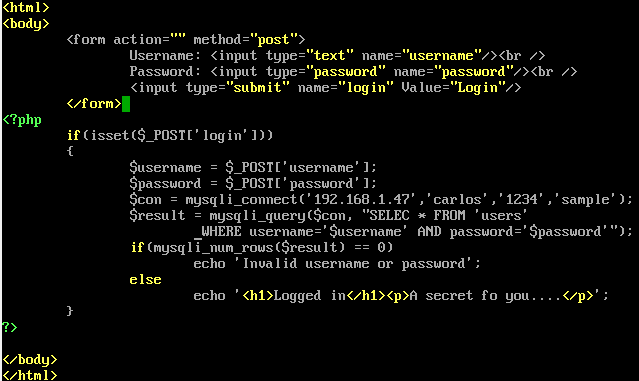 <html>
<body>
<form action="" method="post">
Username: <input type="text" name="username"/><br />
Password: <input type="password" name="password"/><br />
<input type="submit" name="login" Value="Login"/>
</form>
<?php
if(isset($_POST['login']))
{
$username = $_POST['username'];
$password = $_POST['password'];
$con = mysqli_connect('192.168.1.47','carlos','1234','sample');
$result = mysqli_query($con, "SELEC * FROM 'users'
_WHERE username='$username' AND password='$password'");
if(mysqli_num_rows($result) == 0)
echo 'Invalid username or password';
else
echo '<h1>Logged in</h1><p>A secret fo you....</p>';
}
?>
</body>
</html>